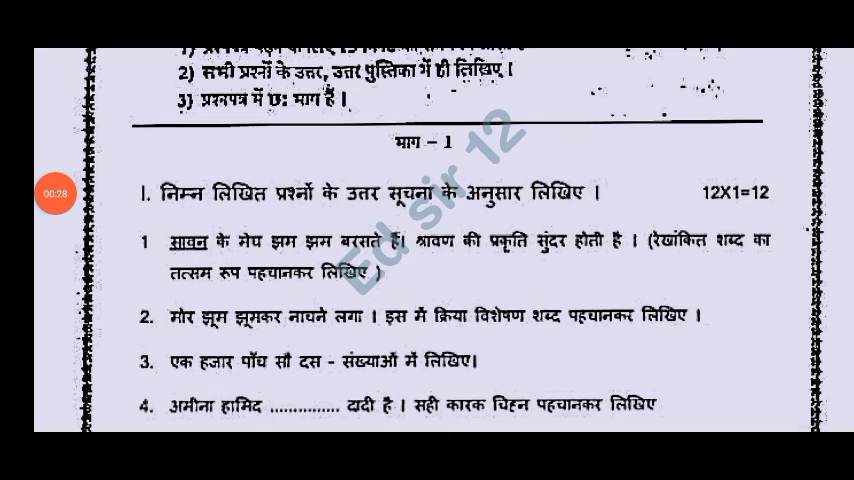 2) सभी प्रश्नों के उत्तर, उत्तर पुस्तिका में ही लिखिए ।
3) प्रश्नपत्र में छः भाग हैं ।
भाग – 1
I. निम्न लिखित प्रश्नों के उत्तर सूचना के अनुसार लिखिए । 12X1=12
1 सावन के मेघ झम झम बरसते हैं। श्रावण की प्रकृति सुंदर होती है । (रेखांकित शब्द का
तत्सम रूप पहचानकर लिखिए )
2. मोर झूम झूमकर नाचने लगा । इस में क्रिया विशेषण शब्द पहचानकर लिखिए ।
00:28
3. एक हजार पाँच सौ दस - संख्याओं में लिखिए।
4. अमीना हामिद ............... दादी है । सही कारक चिह्न पहचानकर लिखिए
Ed sir 12